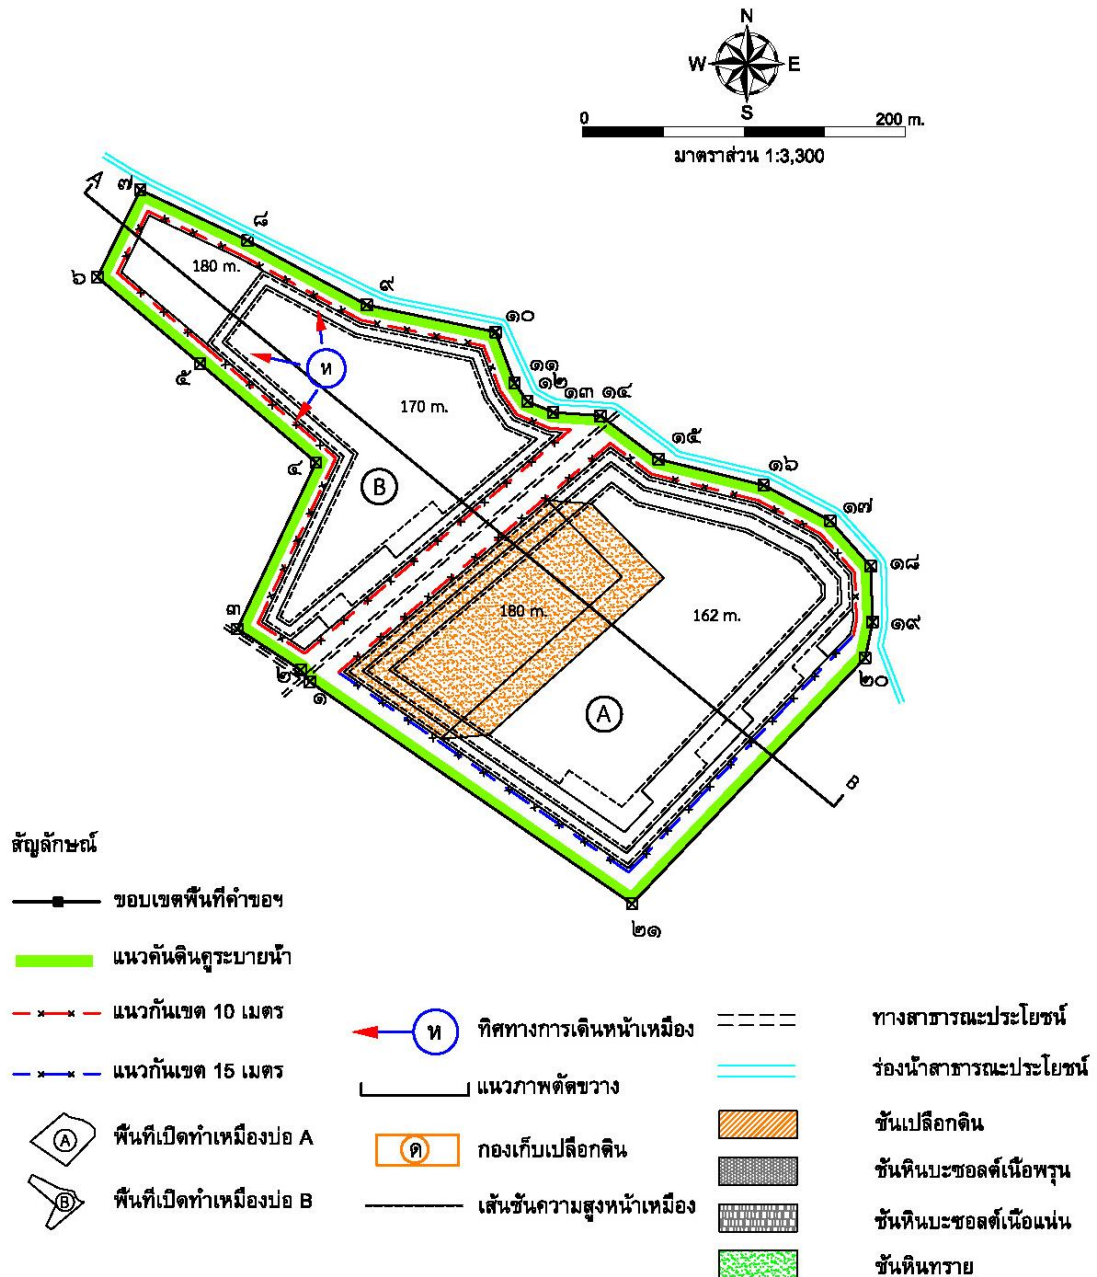 N
W E
S
0 200 m.
มาตราส่วน 1:3,300
A
๗
๘
๖
180 m.
๙
๑๐
๕
ห
๑๑
๑๒
๑๓
๑๔
170 m.
๑๕
๔
B
๑๖
๑๗
๑๘
180 m.
162 m.
๓
๑๙
๒
๑
๒๐
A
B
๒๑
สัญลักษณ์
ขอบเขตพื้นที่คำขอฯ
แนวคันดินคูระบายน้ำ
แนวกันเขต 10 เมตร
แนวกันเขต 15 เมตร
A พื้นที่เปิดทำเหมืองบ่อ A
B พื้นที่เปิดทำเหมืองบ่อ B
ห ทิศทางการเดินหน้าเหมือง
แนวภาพตัดขวาง
ด กองเก็บเปลือกดิน
เส้นชั้นความสูงหน้าเหมือง
ทางสาธารณะประโยชน์
ร่องน้ำสาธารณะประโยชน์
ชั้นเปลือกดิน
ชั้นหินบะซอลต์เนื้อพรุน
ชั้นหินบะซอลต์เนื้อแน่น
ชั้นหินทราย